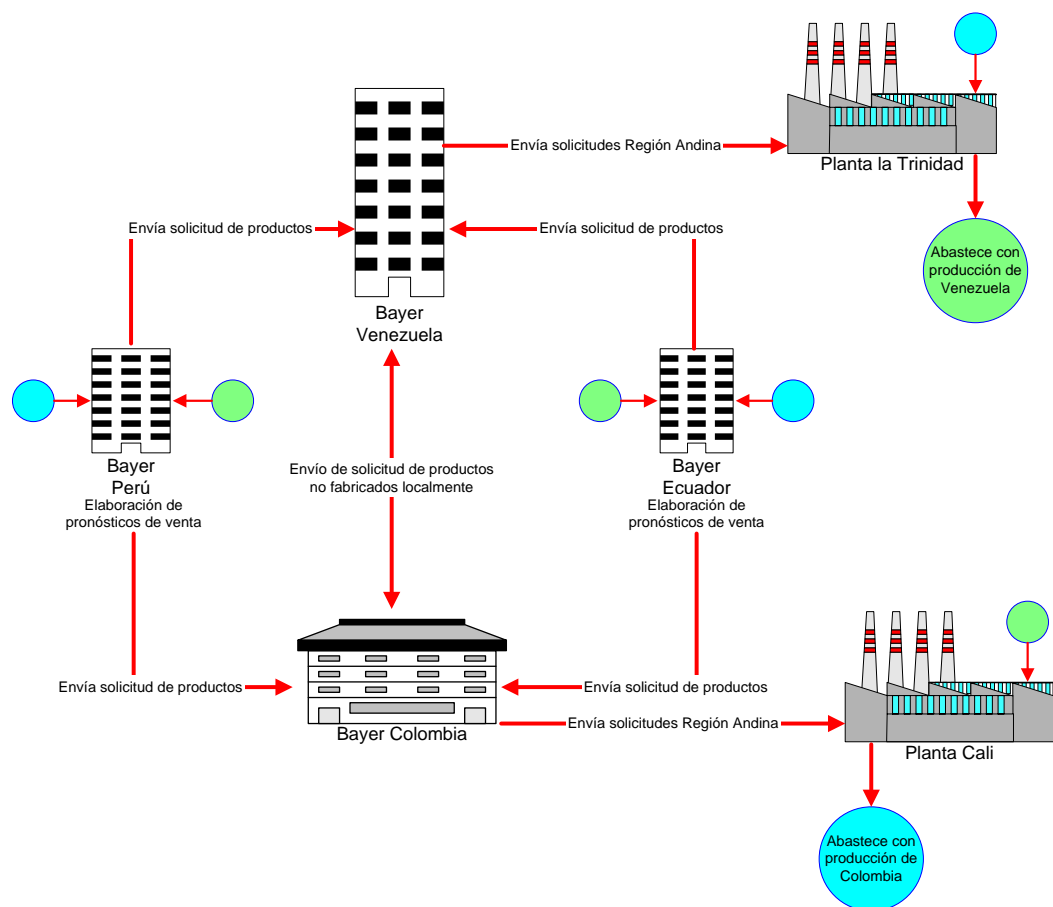 Envía solicitudes Región Andina
Planta la Trinidad
Envía solicitud de productos
Envía solicitud de productos
Abastece con
producción de
Venezuela
Bayer
Venezuela
Bayer
Perú
Elaboración de
pronósticos de venta
Envío de solicitud de productos
no fabricados localmente
Bayer
Ecuador
Elaboración de
pronósticos de venta
Envía solicitud de productos
Envía solicitud de productos
Bayer Colombia
Envía solicitudes Región Andina
Planta Cali
Abastece con
producción de
Colombia